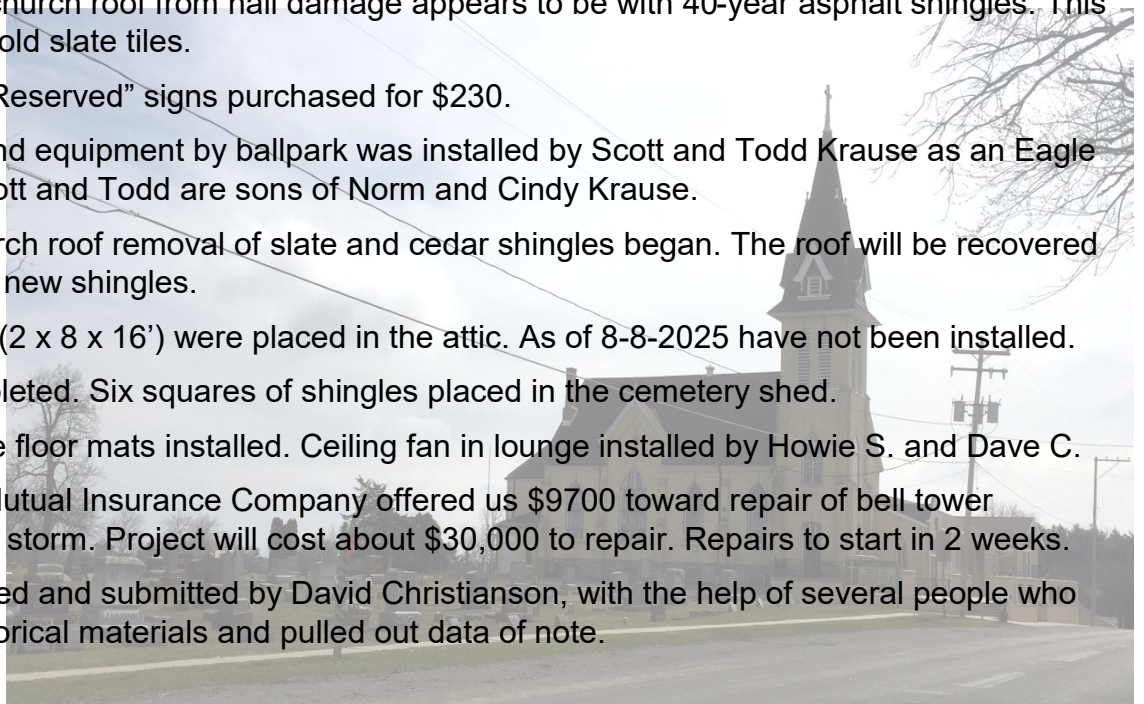 church roof from hail damage appears to be with 40-year asphalt shingles. This
old slate tiles.
Reserved” signs purchased for $230.
nd equipment by ballpark was installed by Scott and Todd Krause as an Eagle
ott and Todd are sons of Norm and Cindy Krause.
rch roof removal of slate and cedar shingles began. The roof will be recovered
new shingles.
(2 x 8 x 16’) were placed in the attic. As of 8-8-2025 have not been installed.
leted. Six squares of shingles placed in the cemetery shed.
e floor mats installed. Ceiling fan in lounge installed by Howie S. and Dave C.
Mutual Insurance Company offered us $9700 toward repair of bell tower
storm. Project will cost about $30,000 to repair. Repairs to start in 2 weeks.
ed and submitted by David Christianson, with the help of several people who
orical materials and pulled out data of note.